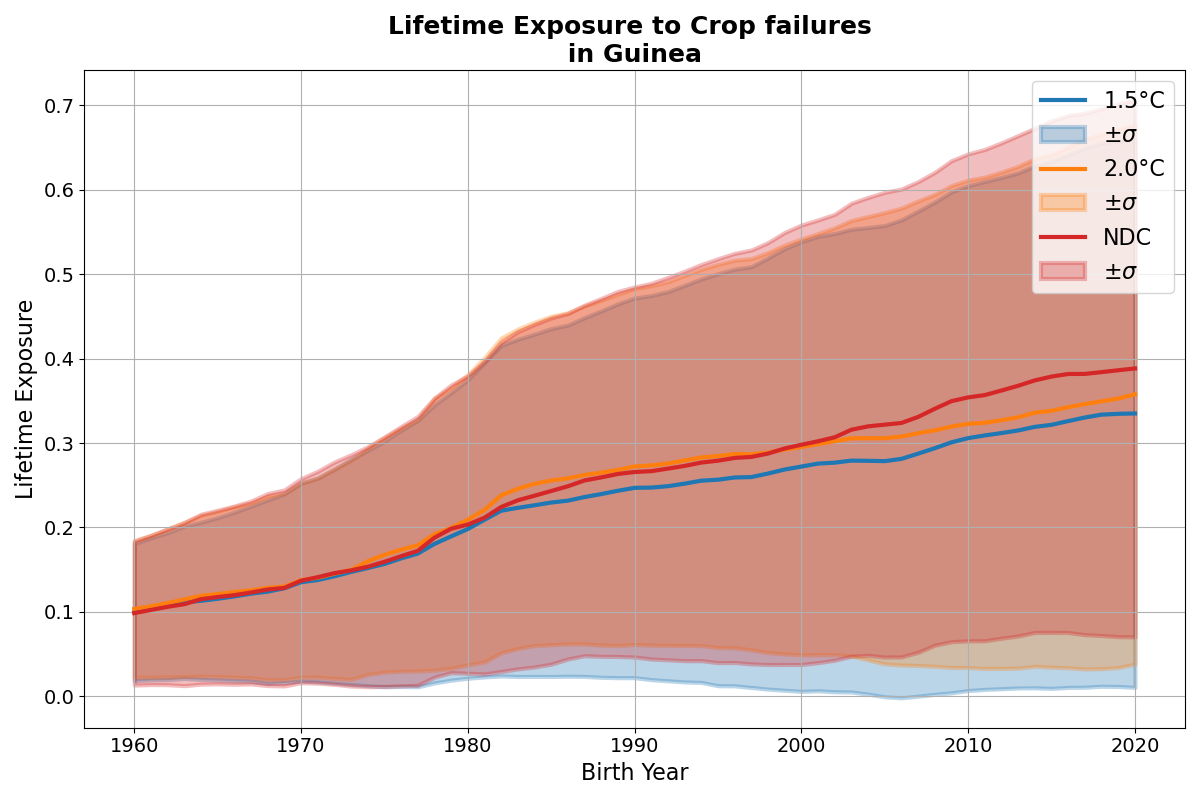 Lifetime Exposure to Crop failures
in Guinea
1.5°C
±σ
2.0°C
±σ
NDC
±σ
Lifetime Exposure
0.7
0.6
0.5
0.4
0.3
0.2
0.1
0.0
1960 1970 1980 1990 2000 2010 2020
Birth Year